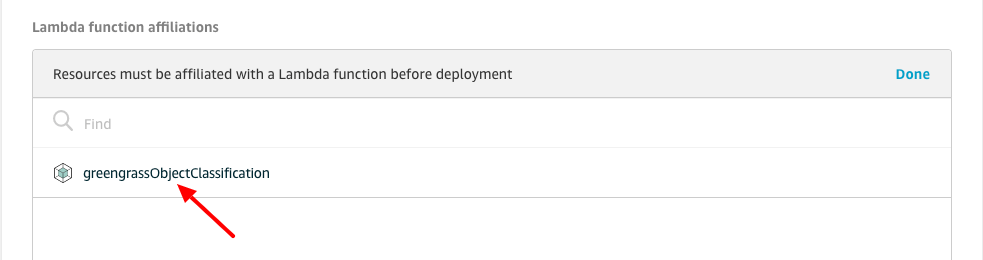 Lambda function affiliations
Resources must be affiliated with a Lambda function before deployment Done
Find
greengrassObjectClassification